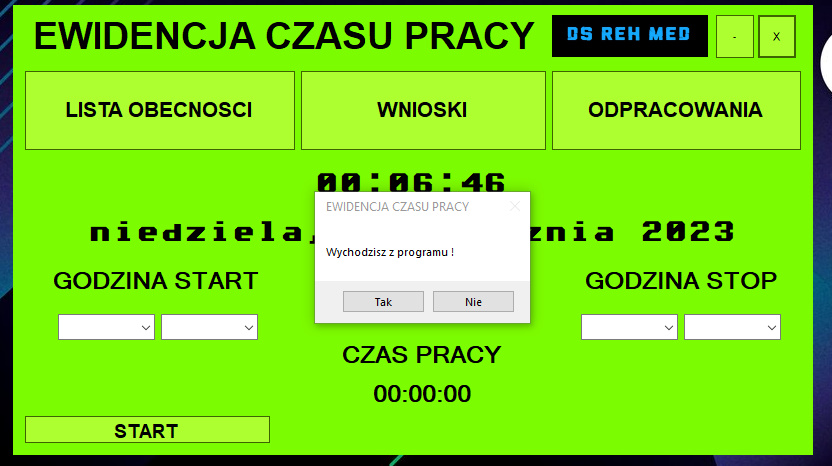 EWIDENCJA CZASU PRACY DS REH MED - X
LISTA OBECNOSCI WNIOSKI ODPRACOWANIA
00:06:46
niedziela, znia 2023
EWIDENCJA CZASU PRACY
Wychodzisz z programu !
Tak Nie
GODZINA START GODZINA STOP
CZAS PRACY
00:00:00
START